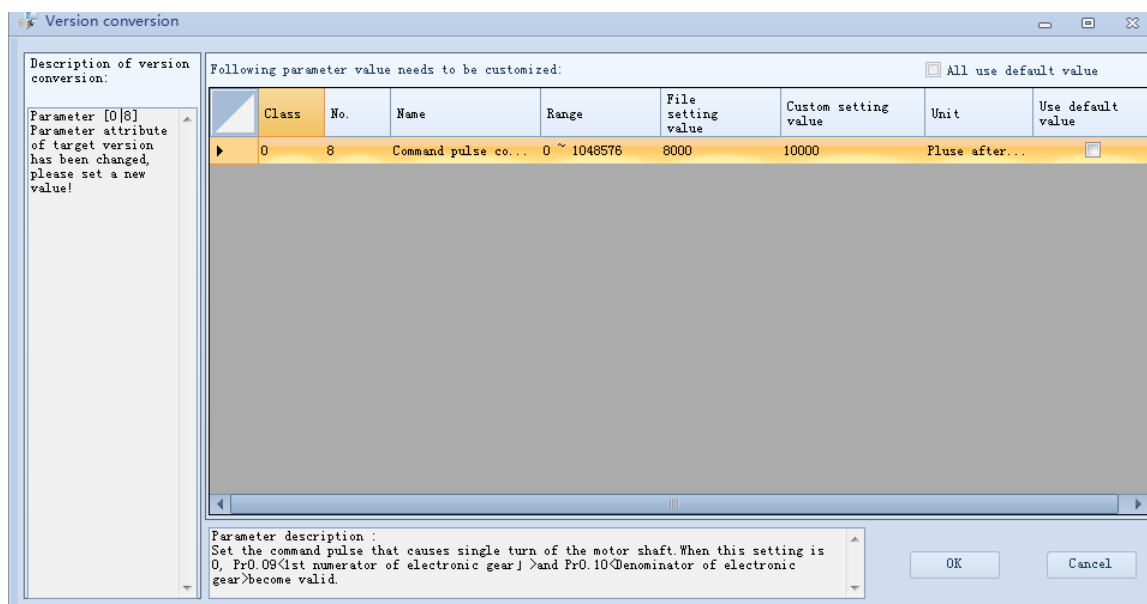 Version conversion
Description of version
conversion:
Parameter [0|8]
Parameter attribute
of target version
has been changed,
please set a new
value!
Following parameter value needs to be customized:
All use default value
Class No. Name Range File setting value Custom setting value Unit Use default value
0 8 Command pulse co... 0 ~ 1048576 8000 10000 Pluse after...
Parameter description :
Set the command pulse that causes single turn of the motor shaft.When this setting is
0, Pr0.09<1st numerator of electronic gear」>and Pr0.10<Denominator of electronic
gear>become valid.
OK
Cancel